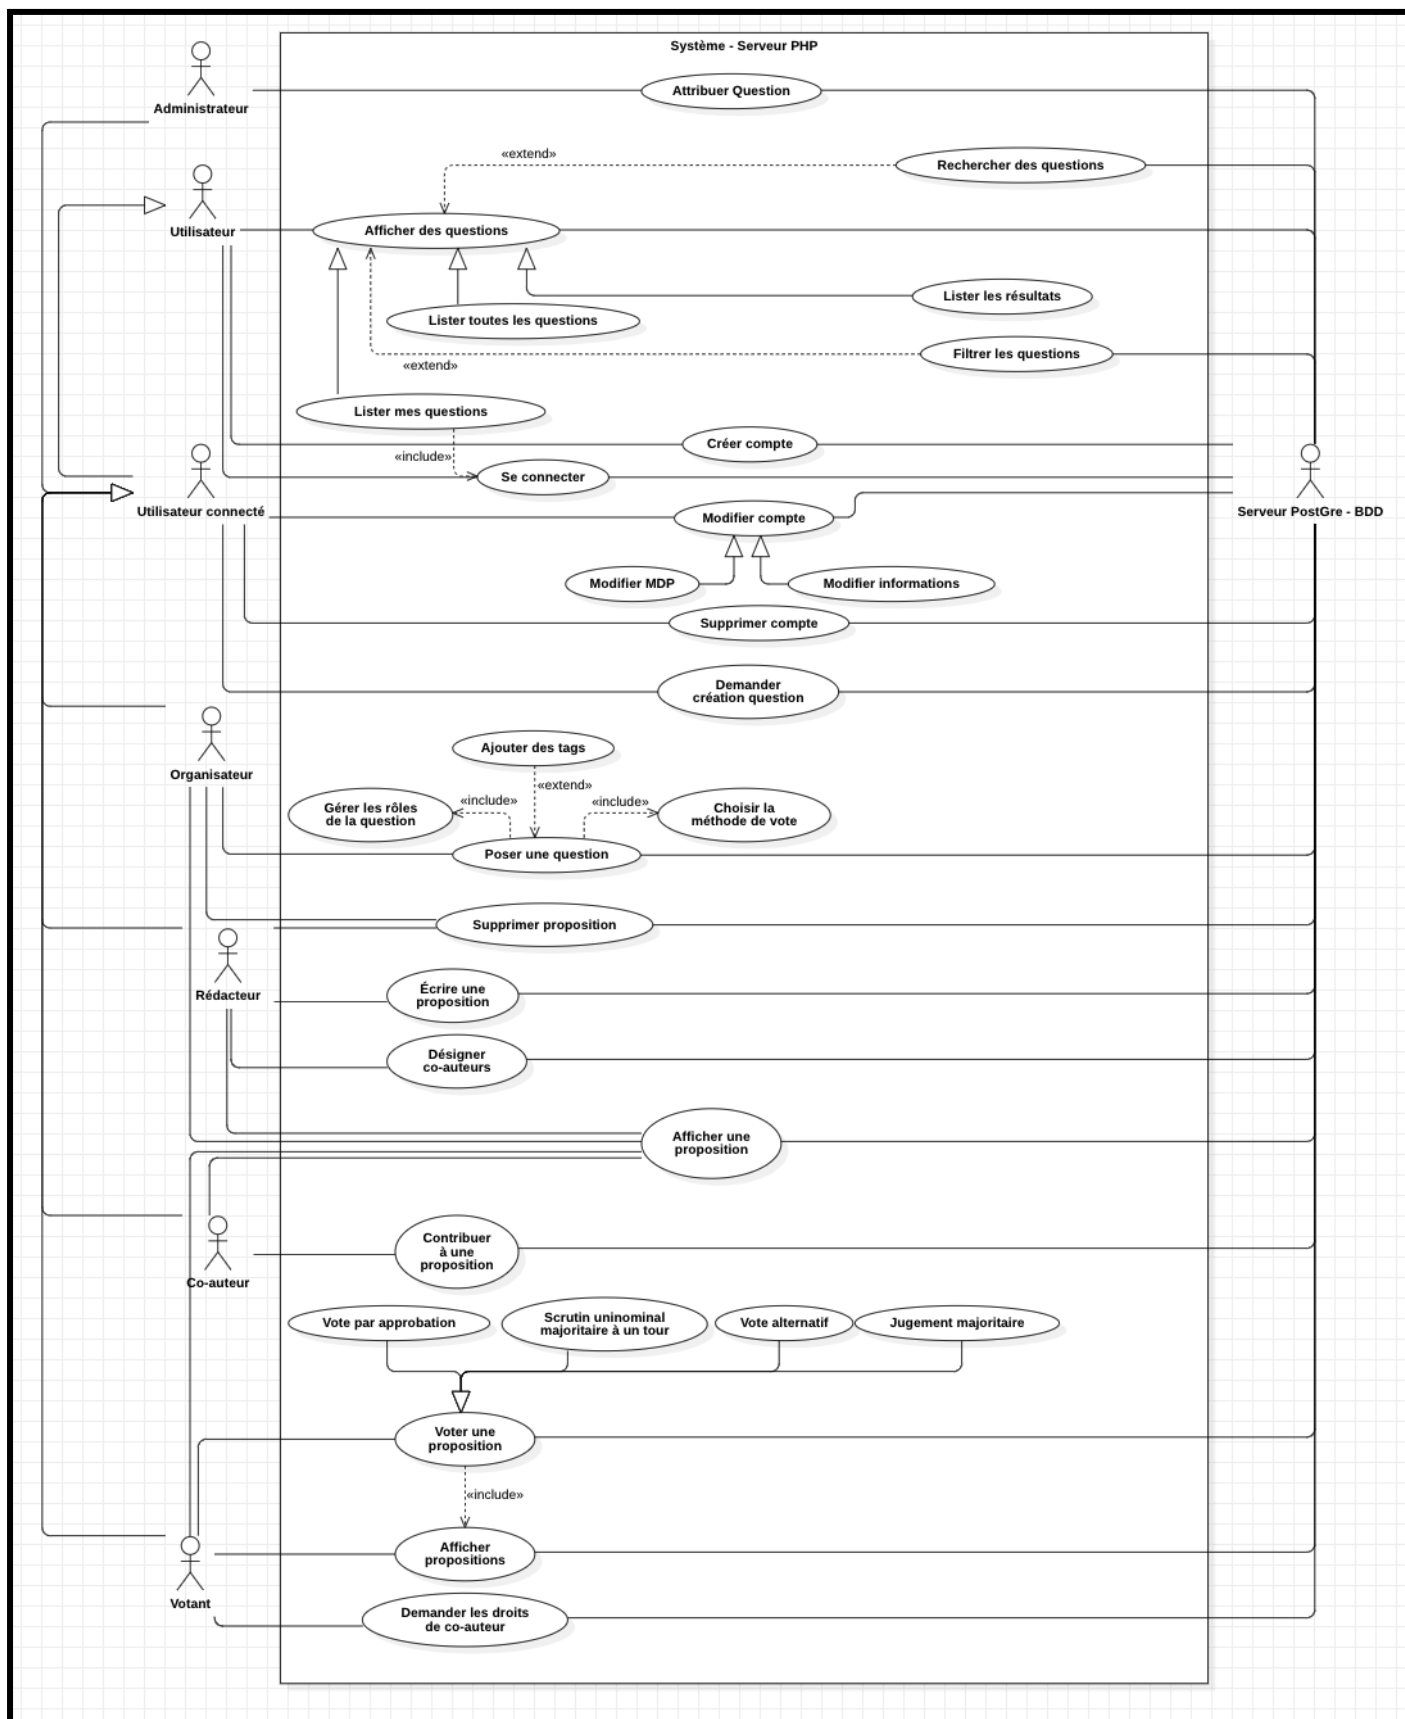 Système - Serveur PHP
Administrateur
Attribuer Question
«extend»
Rechercher des questions
Utilisateur
Afficher des questions
Lister les résultats
Lister toutes les questions
Filtrer les questions
«extend»
Lister mes questions
Créer compte
«include»
Se connecter
Utilisateur connecté
Serveur PostGre - BDD
Modifier compte
Modifier MDP
Modifier informations
Supprimer compte
Demander
création question
Organisateur
Ajouter des tags
«extend»
Gérer les rôles
de la question
«include»
«include»
Choisir la
méthode de vote
Poser une question
Supprimer proposition
Rédacteur
Écrire une
proposition
Désigner
co-auteurs
Afficher une
proposition
Co-auteur
Contribuer
à une
proposition
Vote par approbation
Scrutin uninominal
majoritaire à un tour
Vote alternatif
Jugement majoritaire
Voter une
proposition
«include»
Afficher
propositions
Votant
Demander les droits
de co-auteur